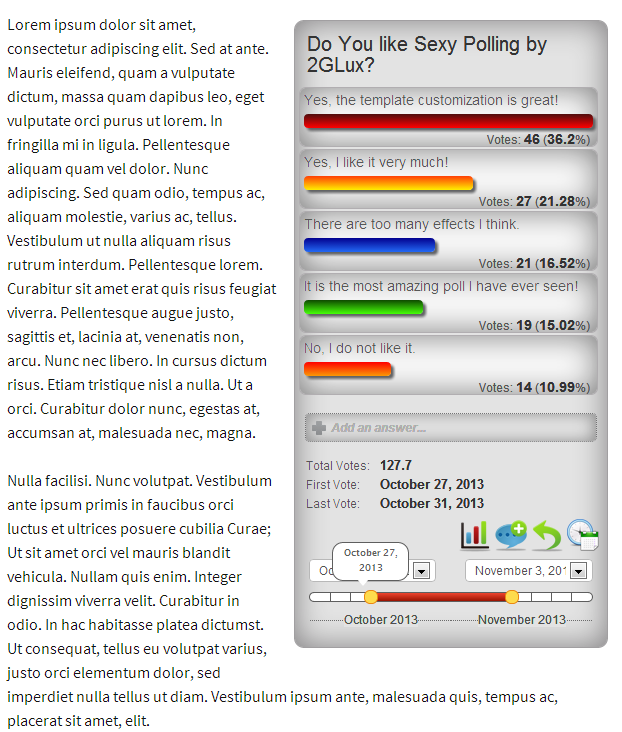 Lorem ipsum dolor sit amet,
consectetur adipiscing elit. Sed at ante.
Mauris eleifend, quam a vulputate
dictum, massa quam dapibus leo, eget
vulputate orci purus ut lorem. In
fringilla mi in ligula. Pellentesque
aliquam quam vel dolor. Nunc
adipiscing. Sed quam odio, tempus ac,
aliquam molestie, varius ac, tellus.
Vestibulum ut nulla aliquam risus
rutrum interdum. Pellentesque lorem.
Curabitur sit amet erat quis risus feugiat
viverra. Pellentesque augue justo,
sagittis et, lacinia at, venenatis non,
arcu. Nunc nec libero. In cursus dictum
risus. Etiam tristique nisl a nulla. Ut a
orci. Curabitur dolor nunc, egestas at,
accumsan at, malesuada nec, magna.
Nulla facilisi. Nunc volutpat. Vestibulum
ante ipsum primis in faucibus orci
luctus et ultrices posuere cubilia Curae;
Ut sit amet orci vel mauris blandit
vehicula. Nullam quis enim. Integer
dignissim viverra velit. Curabitur in
odio. In hac habitasse platea dictumst.
Ut consequat, tellus eu volutpat varius,
justo orci elementum dolor, sed
imperdiet nulla tellus ut diam. Vestibulum ipsum ante, malesuada quis, tempus ac,
placerat sit amet, elit.
Do You like Sexy Polling by
2GLux?
Yes, the template customization is great!
Votes: 46 (36.2%)
Yes, I like it very much!
Votes: 27 (21.28%)
There are too many effects I think.
Votes: 21 (16.52%)
It is the most amazing poll I have ever seen!
Votes: 19 (15.02%)
No, I do not like it.
Votes: 14 (10.99%)
Add an answer...
Total Votes: 127.7
First Vote: October 27, 2013
Last Vote: October 31, 2013
October 27,
2013
November 3, 201
October 2013 November 2013